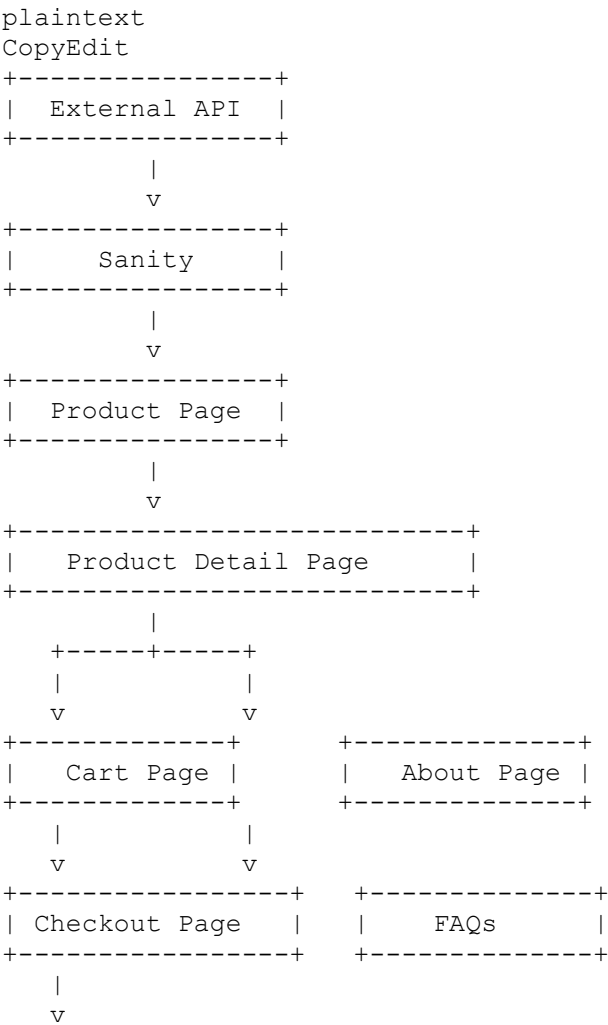 plaintext
CopyEdit
+----------------+
|  External API  |
+----------------+
         |
         v
+----------------+
|     Sanity     |
+----------------+
         |
         v
+----------------+
|  Product Page  |
+----------------+
         |
         v
+----------------------------+
|   Product Detail Page      |
+----------------------------+
         |
   +-----+-----+
   |           |
   v           v
+-------------+      +--------------+
|   Cart Page |      |   About Page |
+-------------+      +--------------+
   |           |
   v           v
+-----------------+   +--------------+
| Checkout Page   |   |    FAQs      |
+-----------------+   +--------------+
   |
   v